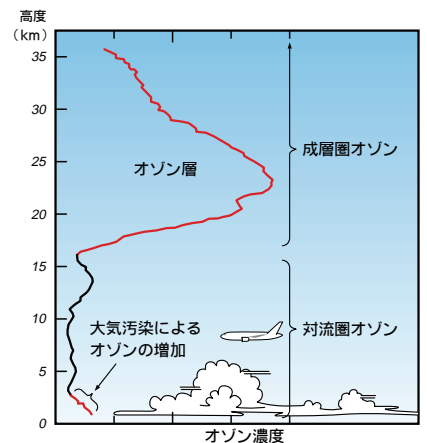 高度
（km）
35
30
25
20
15
10
5
0
オゾン層
成層圏オゾン
大気汚染による
オゾンの増加
対流圏オゾン
オゾン濃度